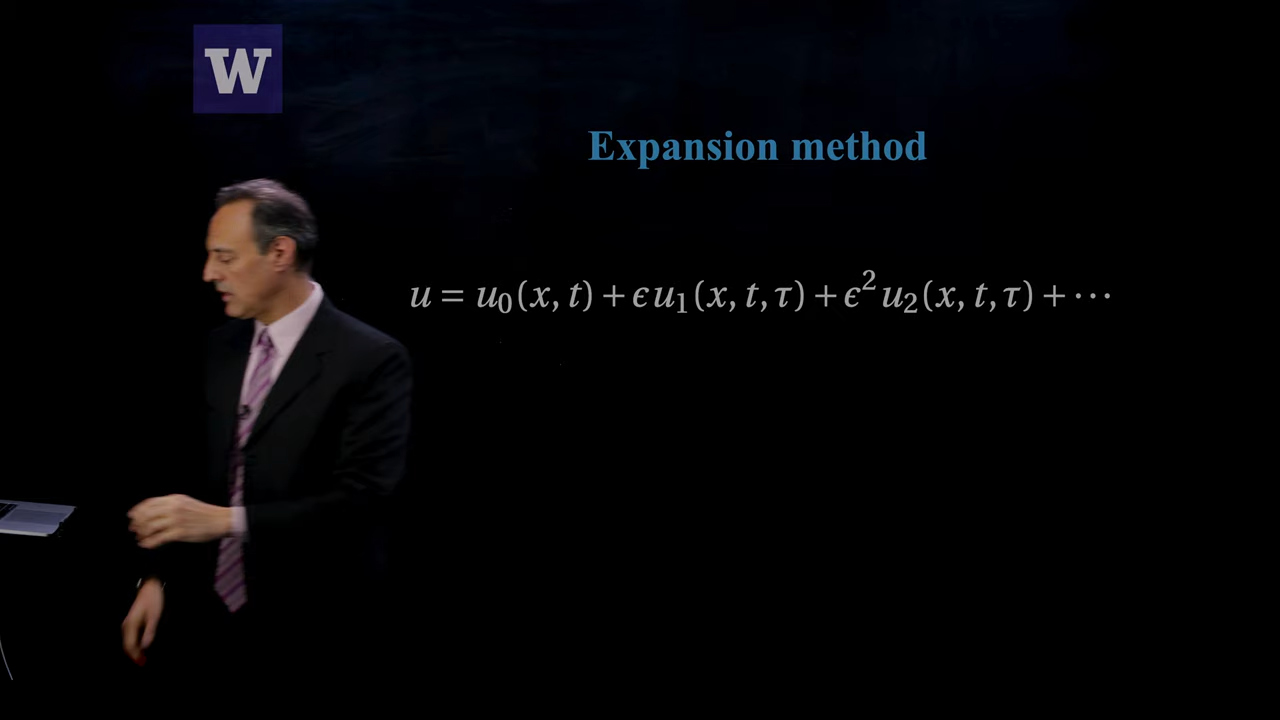 W
Expansion method
u = u₀(x, t) + ϵu₁(x, t, τ) + ϵ²u₂(x, t, τ) + ⋯